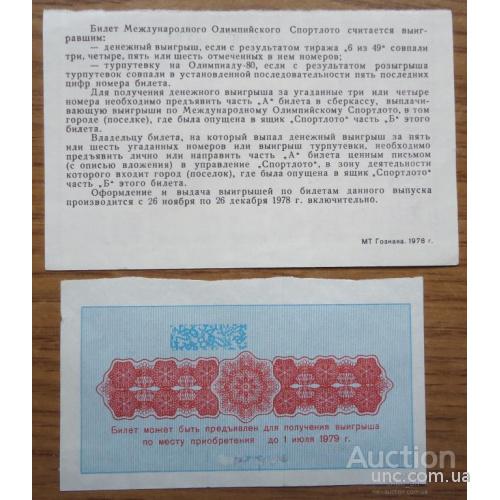 Билет Международного Олимпийского Спортлото считается выиг-
равшим:
— денежный выигрыш, если с результатом тиража „6 из 49“ совпали
три, четыре, пять или шесть отмеченных в нем номеров;
— турпутевку на Олимпиаду-80, если с результатом розыгрыша
турпутевок совпали в установленной последовательности пять последних
цифр номера билета.
Для получения денежного выигрыша за угаданные три или четыре
номера необходимо предъявить часть „А“ билета в сберкассу, выплачи-
вающую выигрыши по Международному Олимпийскому Спортлото, в том
городе (поселке), где была опущена в ящик „Спортлото“ часть „Б“ этого
билета.
Владельцу билета, на который выпал денежный выигрыш за пять
или шесть угаданных номеров или выигрыш турпутевки, необходимо
предъявить лично или направить часть „А“ билета ценным письмом
(с описью вложения) в управление „Спортлото“, в зону деятельности
которого входит город (поселок), где была опущена в ящик „Спортлото“
часть „Б“ этого билета.
Оформление и выдача выигрышей по билетам данного выпуска
производится с 26 ноября по 26 декабря 1978 г. включительно.
МТ Гознака. 1978 г.
Билет может быть предъявлен для получения выигрыша
по месту приобретения до 1 июля 1979 г.
Auction
unc.com.ua